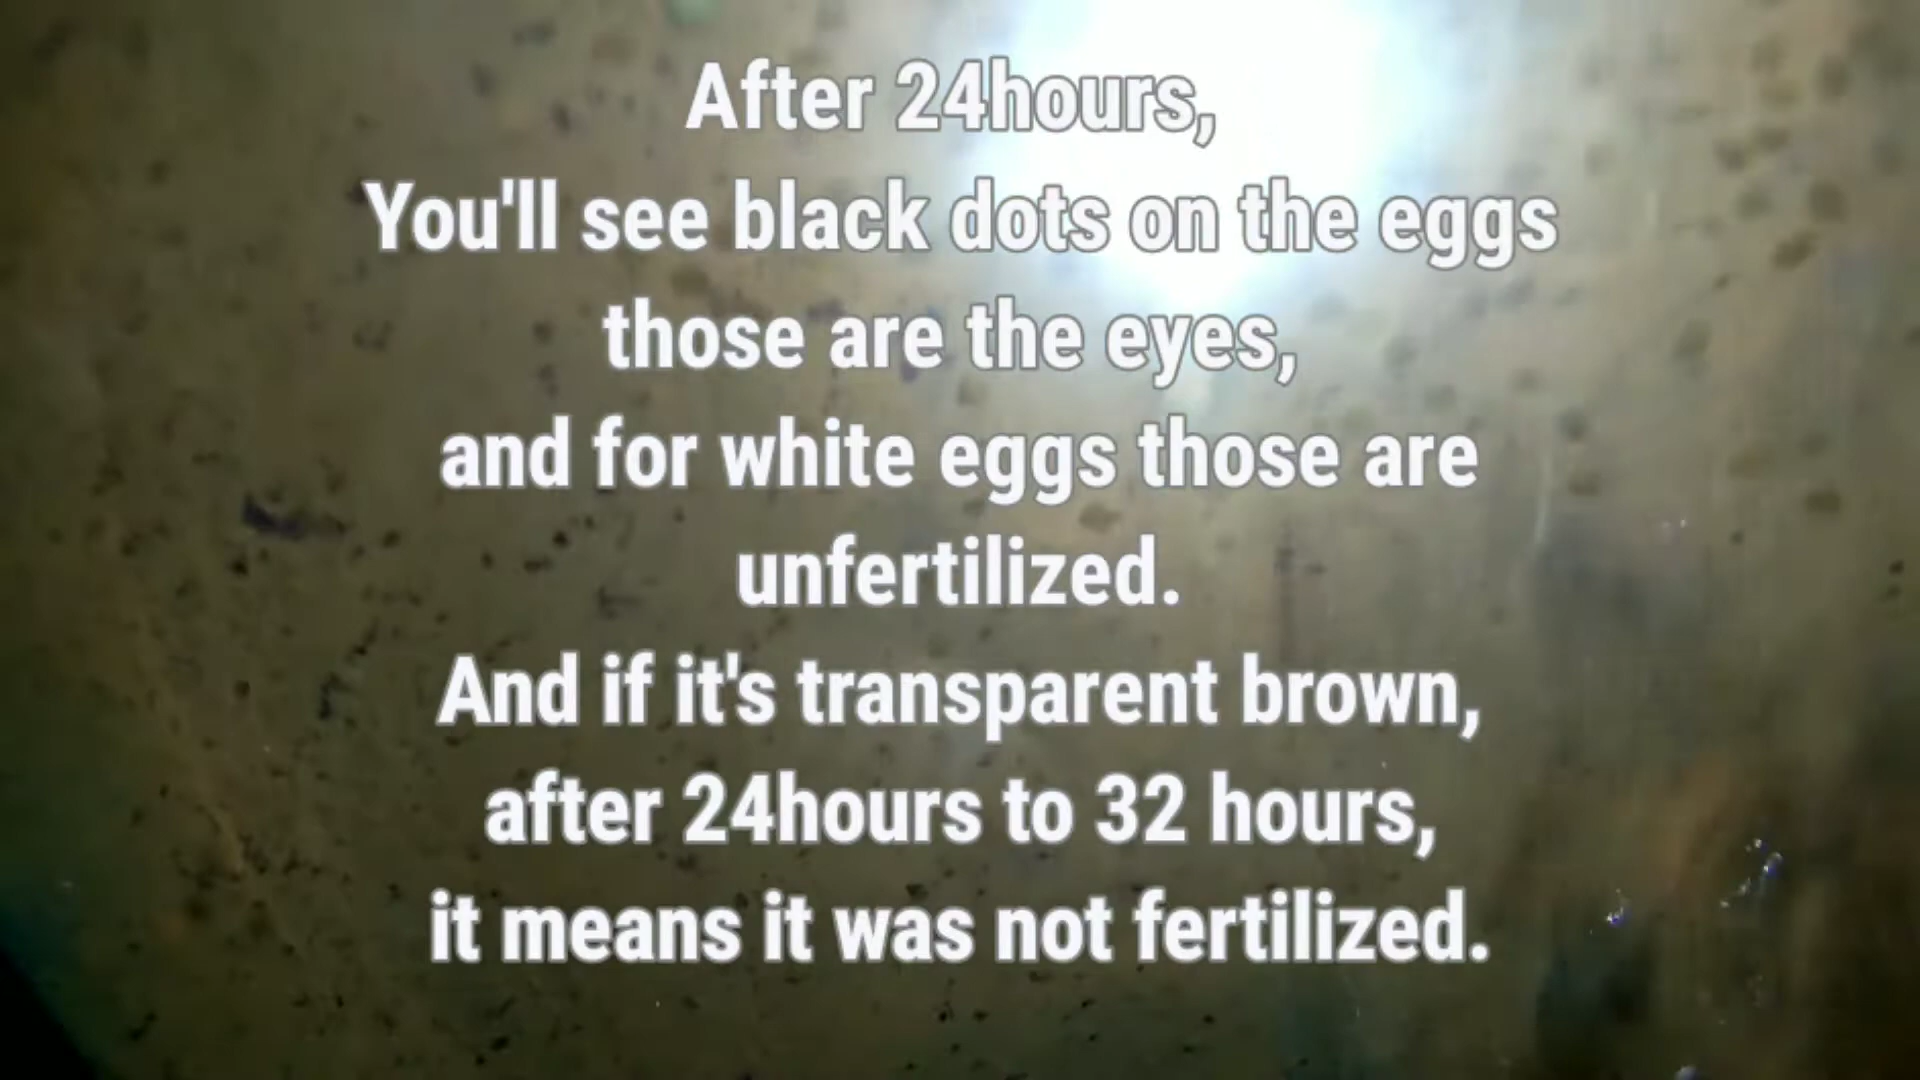 After 24hours,
You'll see black dots on the eggs
those are the eyes,
and for white eggs those are
unfertilized.
And if it's transparent brown,
after 24hours to 32 hours,
it means it was not fertilized.